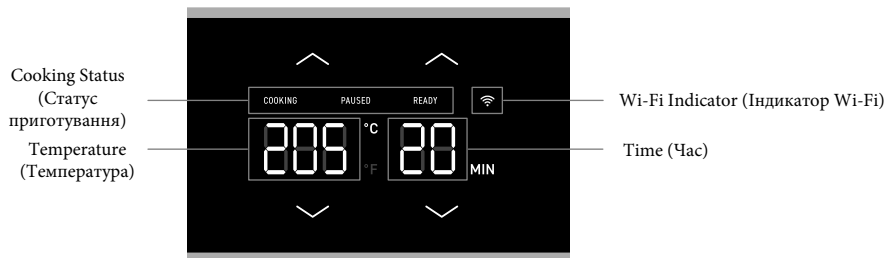 Cooking Status
(Статус
приготування)
COOKING PAUSED READY
Wi-Fi Indicator (Індикатор Wi-Fi)
Temperature
(Температура)
205 °C
°F
20 MIN
Time (Час)